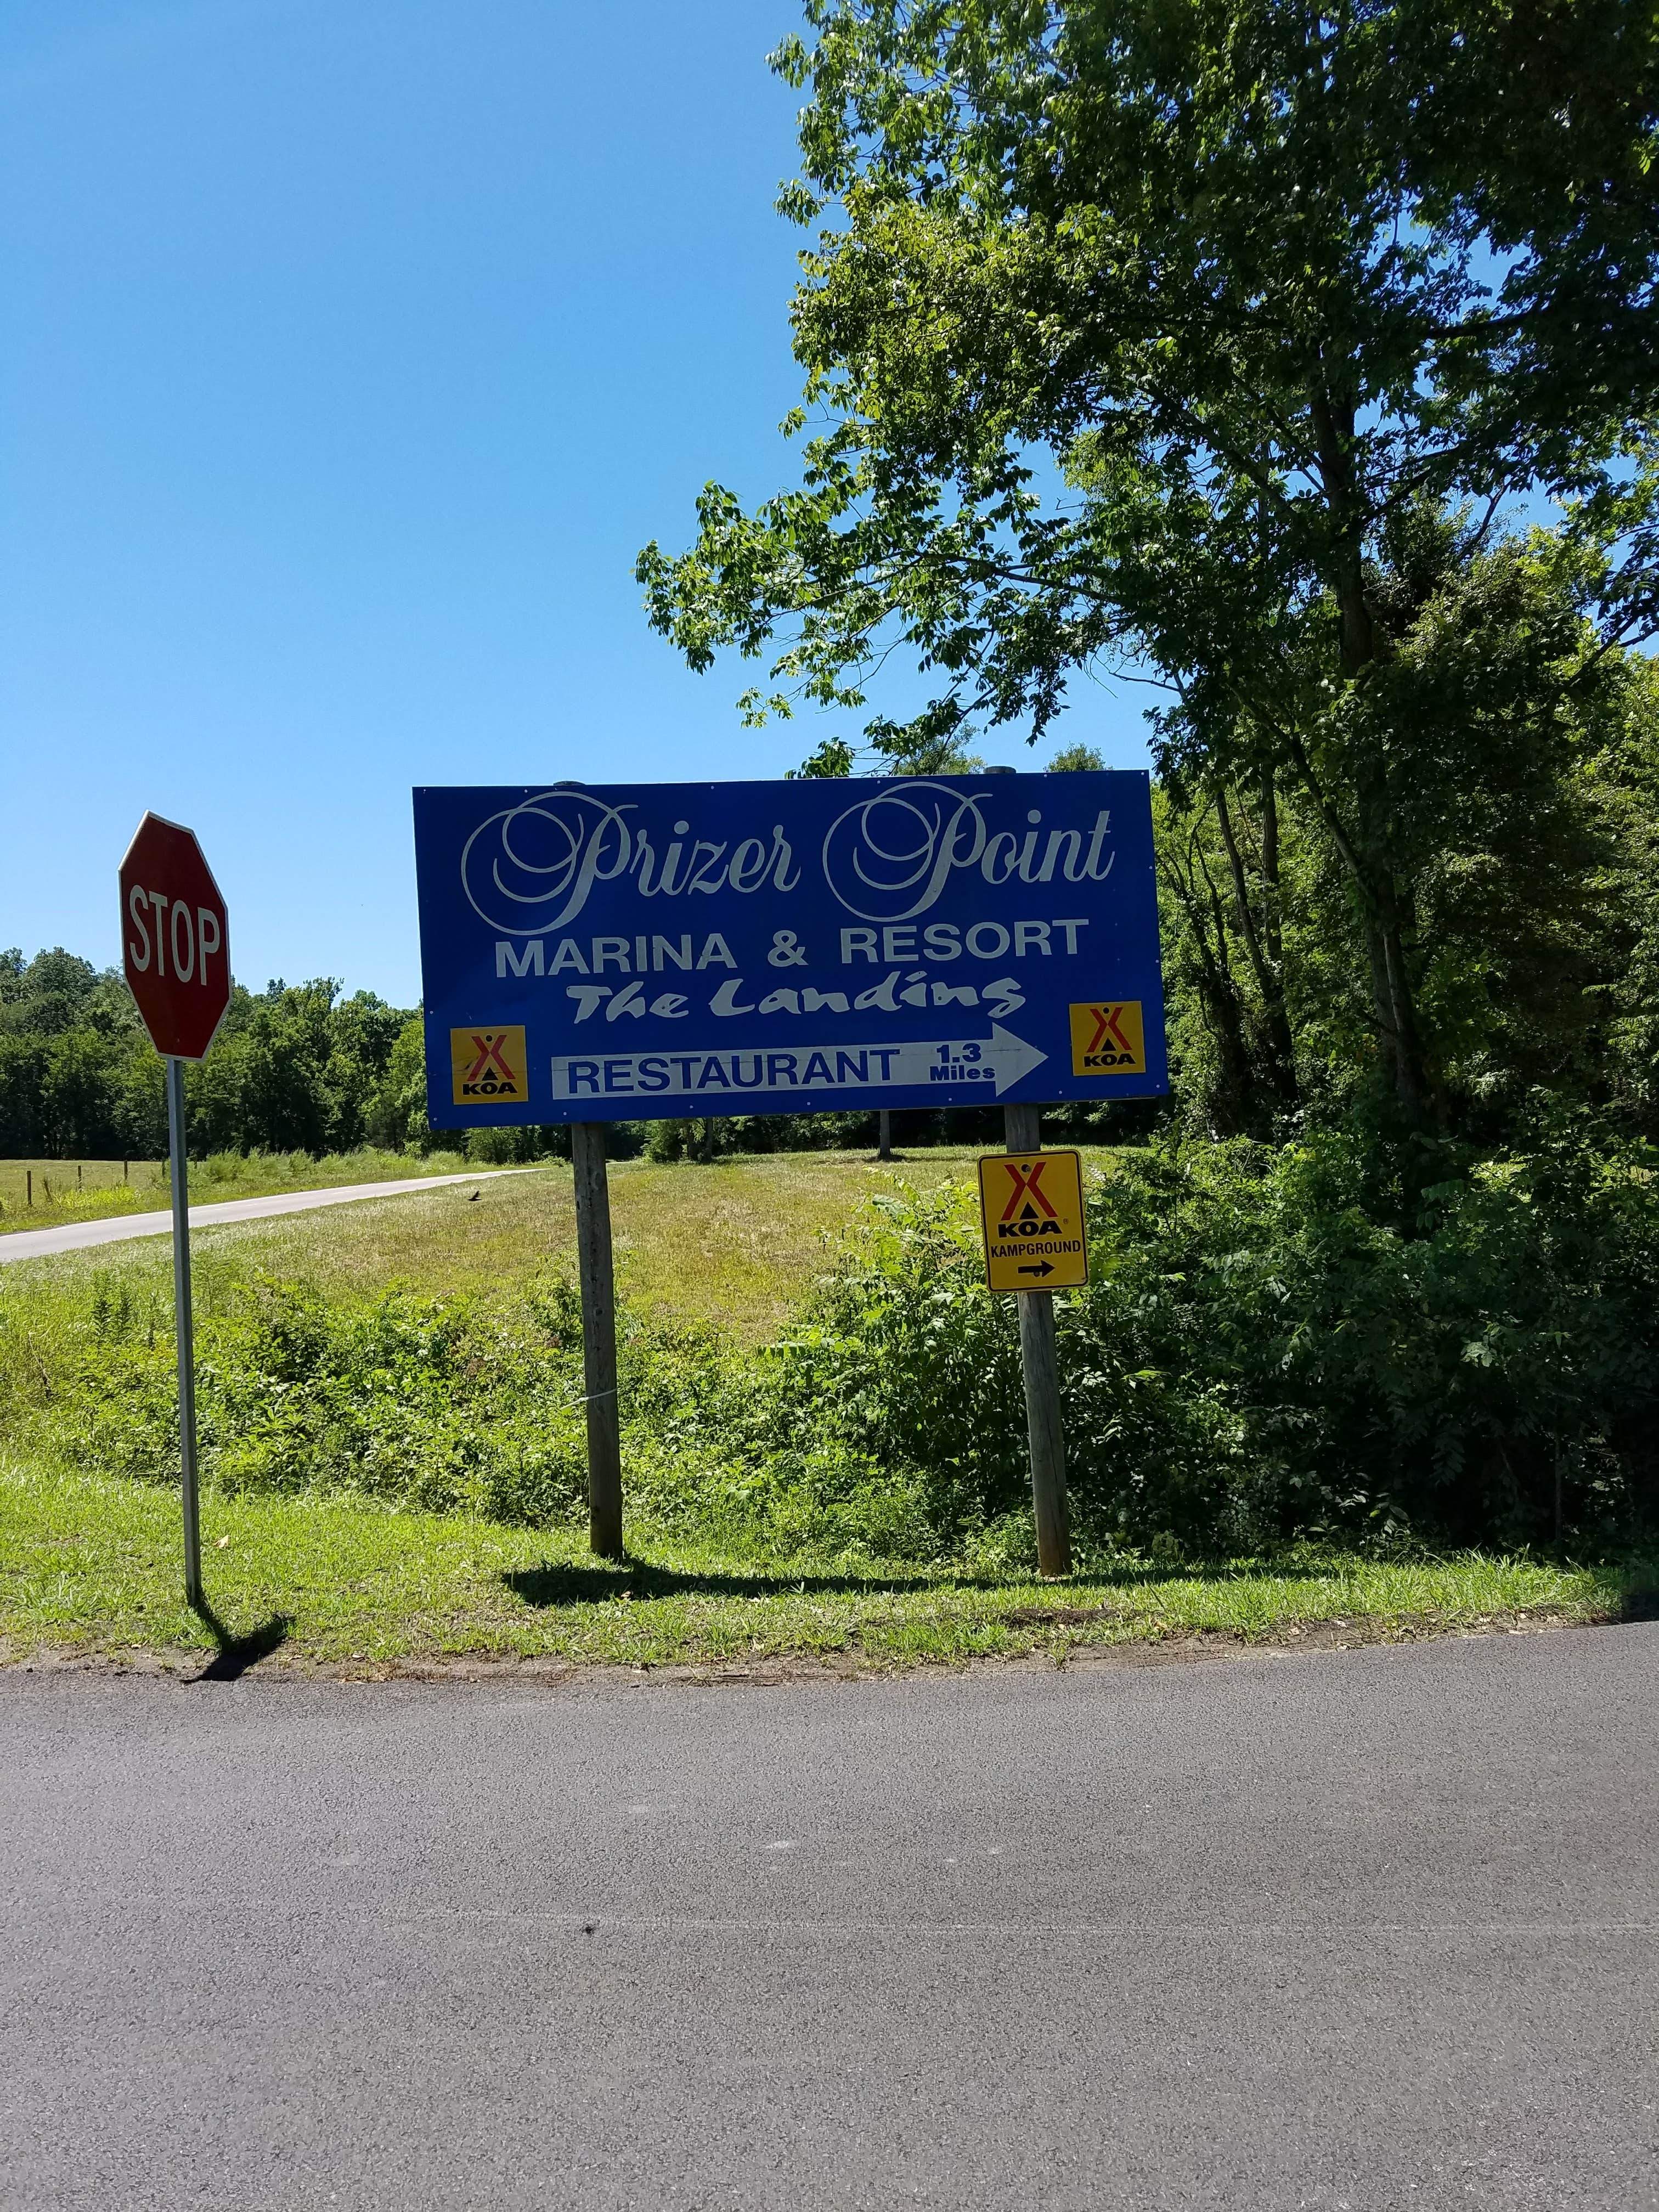 STOP
Prizer Point
MARINA & RESORT
The Landing
KOA
RESTAURANT 1.3 Miles
KOA
KOA®
KAMPGROUND